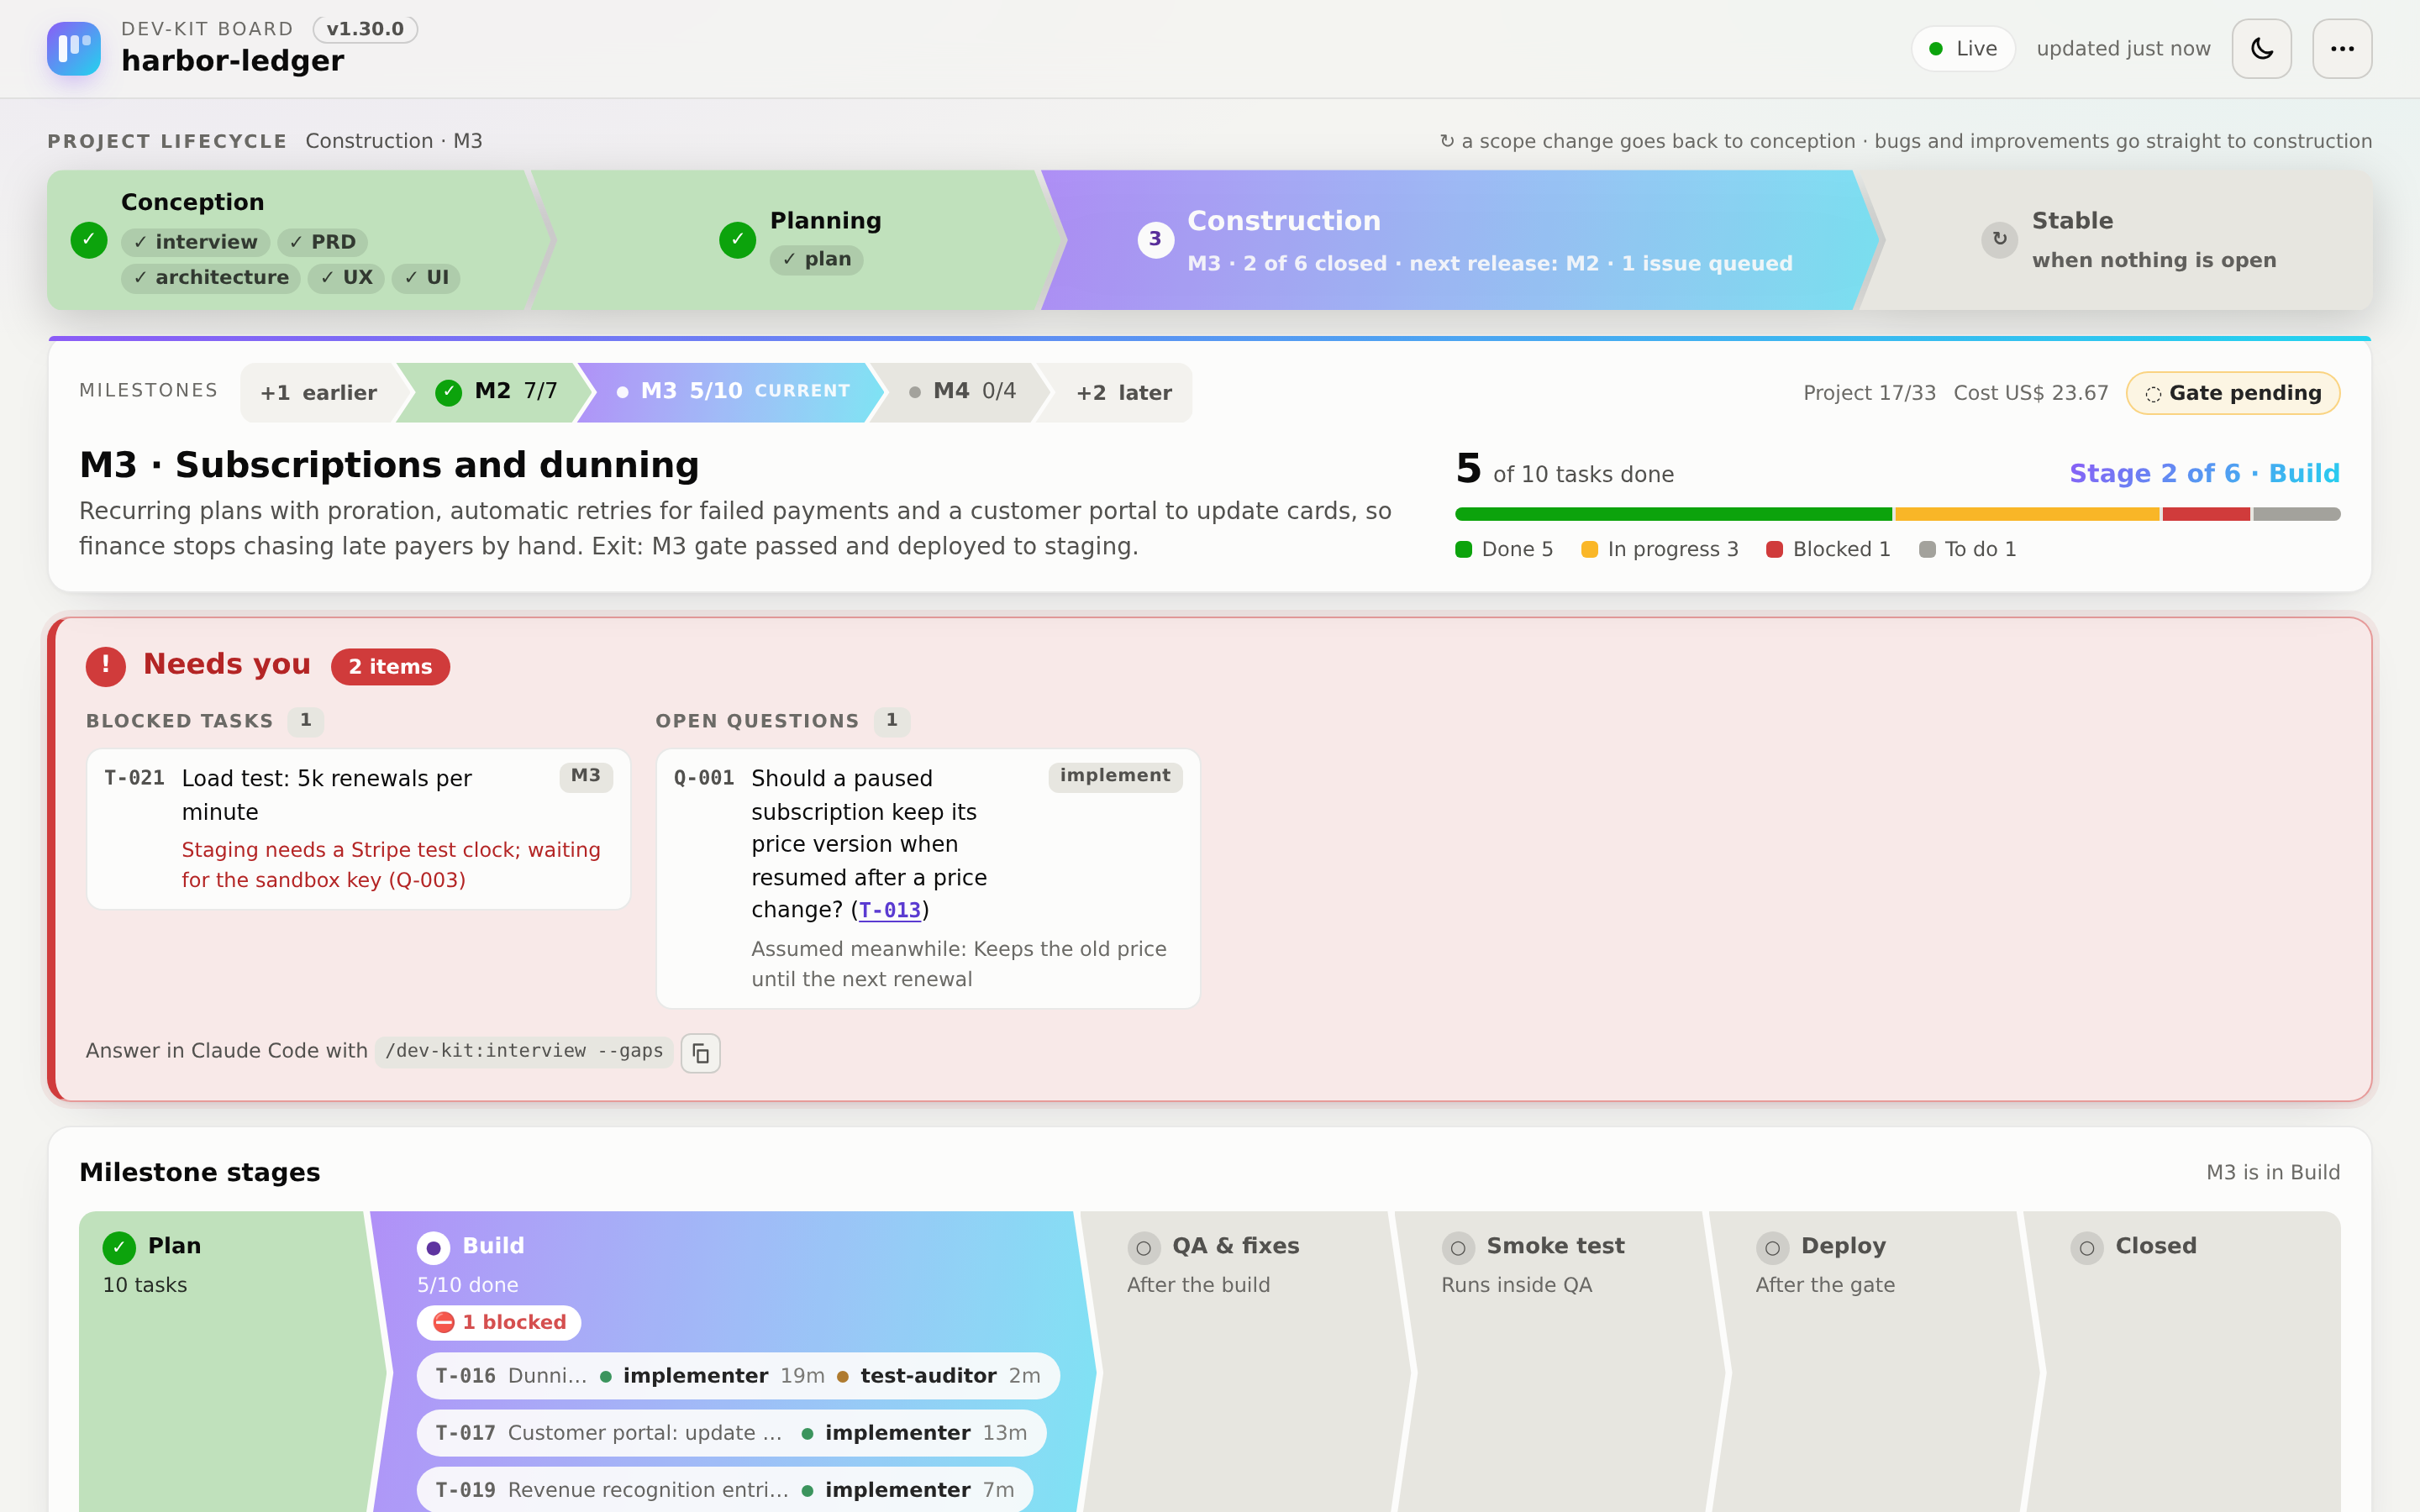 DEV-KIT BOARD v1.30.0
harbor-ledger
Live
updated just now
PROJECT LIFECYCLE Construction · M3
↻ a scope change goes back to conception · bugs and improvements go straight to construction
✓ Conception
✓ interview ✓ PRD
✓ architecture ✓ UX ✓ UI
✓ Planning
✓ plan
3 Construction
M3 · 2 of 6 closed · next release: M2 · 1 issue queued
↻ Stable
when nothing is open
MILESTONES +1 earlier ✓ M2 7/7 M3 5/10 CURRENT M4 0/4 +2 later
Project 17/33 Cost US$ 23.67 Gate pending
M3 · Subscriptions and dunning
Recurring plans with proration, automatic retries for failed payments and a customer portal to update cards, so
finance stops chasing late payers by hand. Exit: M3 gate passed and deployed to staging.
5 of 10 tasks done
Stage 2 of 6 · Build
Done 5 In progress 3 Blocked 1 To do 1
! Needs you 2 items
BLOCKED TASKS 1
T-021 Load test: 5k renewals per M3
minute
Staging needs a Stripe test clock; waiting
for the sandbox key (Q-003)
OPEN QUESTIONS 1
Q-001 Should a paused implement
subscription keep its
price version when
resumed after a price
change? (T-013)
Assumed meanwhile: Keeps the old price
until the next renewal
Answer in Claude Code with /dev-kit:interview --gaps
Milestone stages
M3 is in Build
✓ Plan
10 tasks
Build
5/10 done
⛔ 1 blocked
T-016 Dunni… implementer 19m test-auditor 2m
T-017 Customer portal: update … implementer 13m
T-019 Revenue recognition entri… implementer 7m
QA & fixes
After the build
Smoke test
Runs inside QA
Deploy
After the gate
Closed